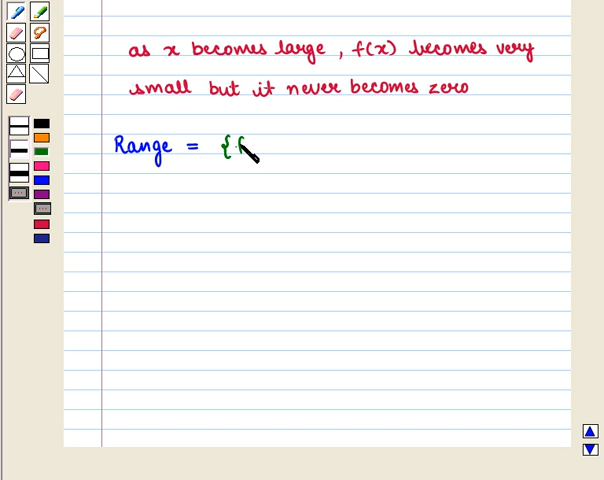 as x becomes large , f(x) becomes very
small but it never becomes zero
Range = {f